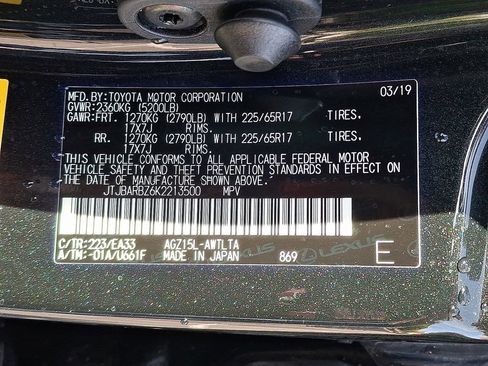 MFD.BY:TOYOTA MOTOR CORPORATION 03/19
GVWR:2360KG (5200LB)
GAWR:FRT. 1270KG (2790LB) WITH 225/65R17 TIRES,
17X7J RIMS.
RR. 1270KG (2790LB) WITH 225/65R17 TIRES,
17X7J RIMS.
THIS VEHICLE CONFORMS TO ALL APPLICABLE FEDERAL MOTOR
VEHICLE SAFETY AND THEFT PREVENTION STANDARDS IN EFFECT ON
THE DATE OF MANUFACTURE SHOWN ABOVE.
JTJBARBZ6K2213500 MPV
C/TR:223/EA33 AGZ15L-AWTLTA
A/TM:-01A/U661F MADE IN JAPAN 869 E
LEXUS